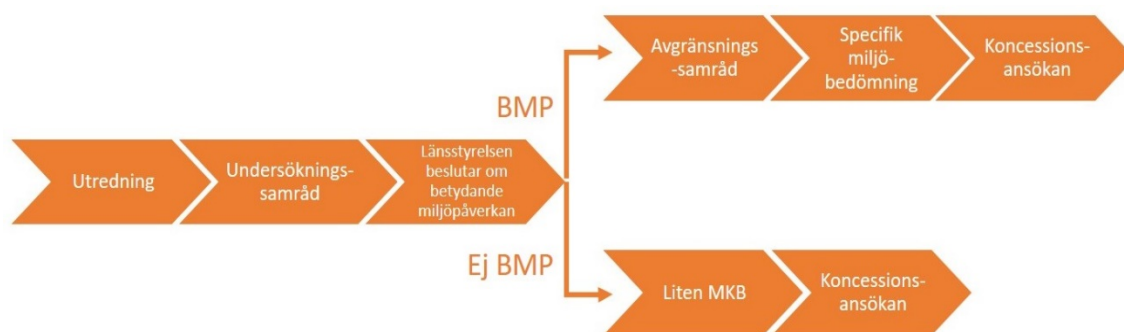 Utredning
Undersöknings-
samråd
Länsstyrelsen
beslutar om
betydande
miljöpåverkan
BMP
Avgränsnings
-samråd
Specifik
miljö-
bedömning
Koncessions-
ansökan
Ej BMP
Liten MKB
Koncessions-
ansökan